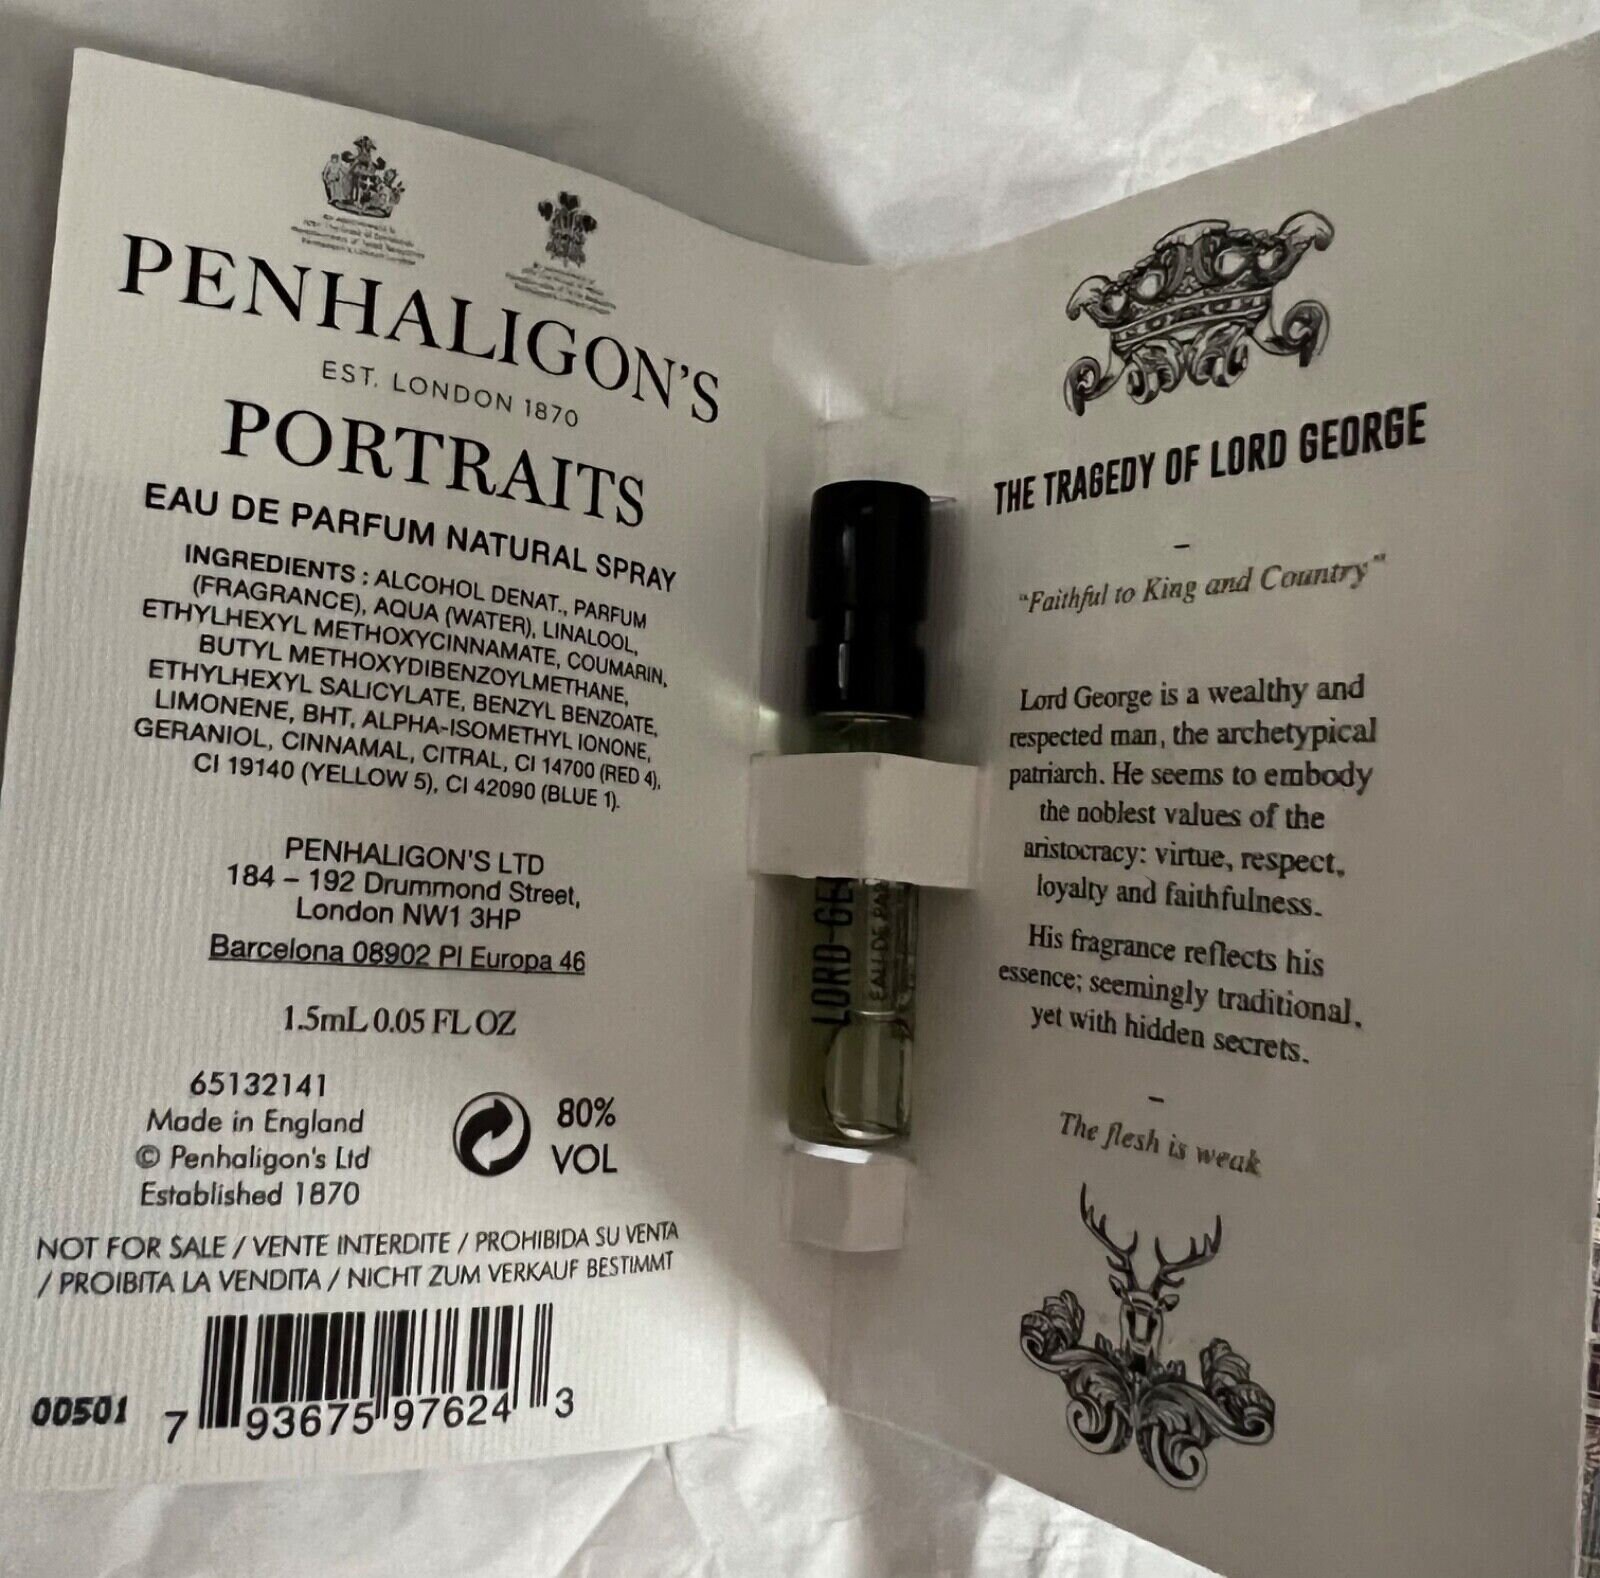 PENHALIGON'S
EST. LONDON 1870
PORTRAITS
EAU DE PARFUM NATURAL SPRAY
INGREDIENTS : ALCOHOL DENAT., PARFUM
(FRAGRANCE), AQUA (WATER), LINALOOL,
ETHYLHEXYL METHOXYCINNAMATE, COUMARIN,
BUTYL METHOXYDIBENZOYLMETHANE,
ETHYLHEXYL SALICYLATE, BENZYL BENZOATE,
LIMONENE, BHT, ALPHA-ISOMETHYL IONONE,
GERANIOL, CINNAMAL, CITRAL, CI 14700 (RED 4),
CI 19140 (YELLOW 5), CI 42090 (BLUE 1).
PENHALIGON'S LTD
184 – 192 Drummond Street,
London NW1 3HP
Barcelona 08902 Pl Europa 46
1.5mL 0.05 FL OZ
65132141
Made in England
© Penhaligon's Ltd
Established 1870
80%
VOL
NOT FOR SALE / VENTE INTERDITE / PROHIBIDA SU VENTA
/ PROIBITA LA VENDITA / NICHT ZUM VERKAUF BESTIMMT
00501
7 93675 97624 3
LORD GE
EAU DE PA
THE TRAGEDY OF LORD GEORGE
–
"Faithful to King and Country"
Lord George is a wealthy and
respected man, the archetypical
patriarch. He seems to embody
the noblest values of the
aristocracy: virtue, respect,
loyalty and faithfulness.
His fragrance reflects his
essence; seemingly traditional,
yet with hidden secrets.
–
The flesh is weak